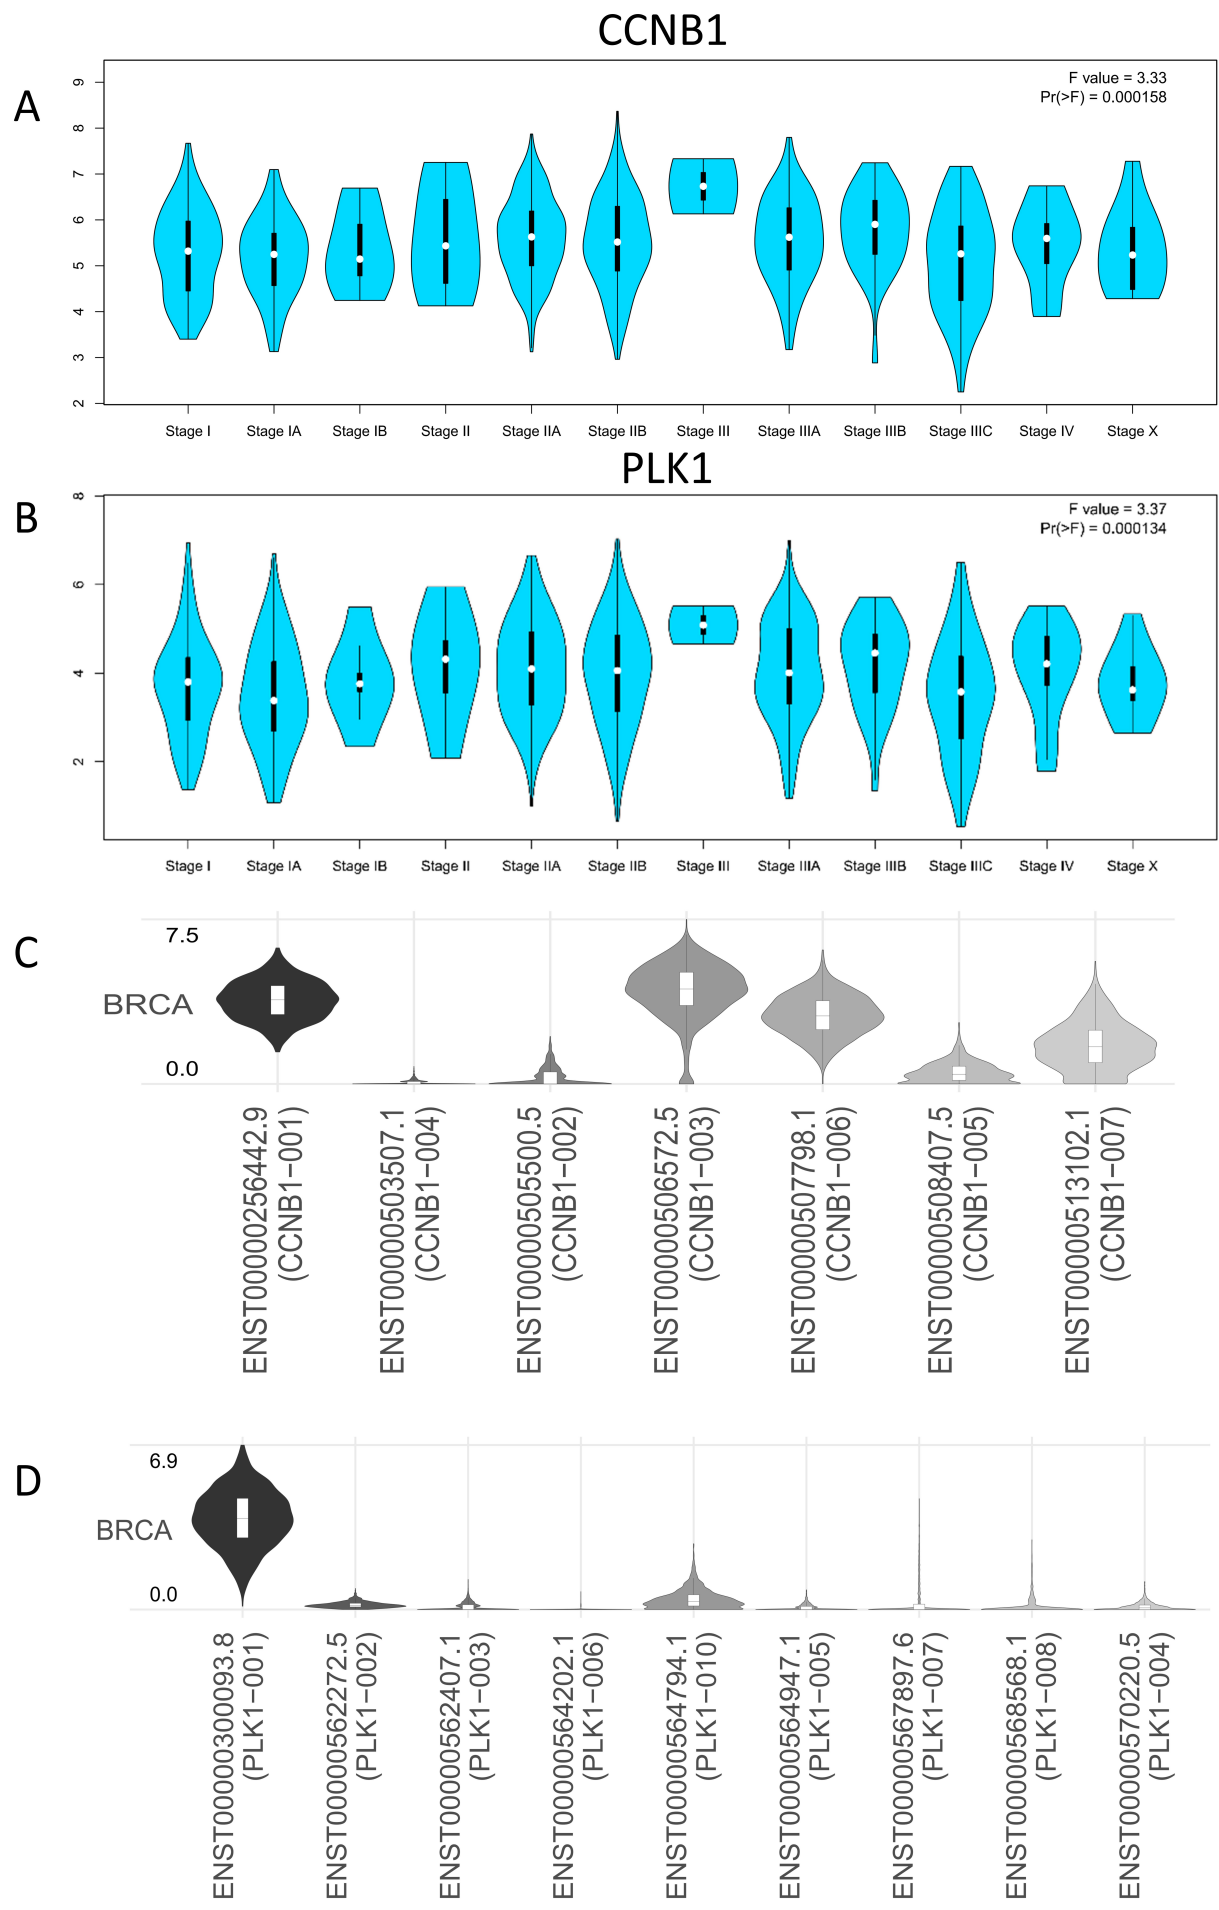 CCNB1
A
F value = 3.33
Pr(>F) = 0.000158
9
8
7
6
5
4
3
2
Stage I Stage IA Stage IB Stage II Stage IIA Stage IIB Stage III Stage IIIA Stage IIIB Stage IIIC Stage IV Stage X
PLK1
B
F value = 3.37
Pr(>F) = 0.000134
8
6
4
2
Stage I Stage IA Stage IB Stage II Stage IIA Stage IIB Stage III Stage IIIA Stage IIIB Stage IIIC Stage IV Stage X
C
7.5
BRCA
0.0
ENST00000256442.9
(CCNB1−001)
ENST00000503507.1
(CCNB1−004)
ENST00000505500.5
(CCNB1−002)
ENST00000506572.5
(CCNB1−003)
ENST00000507798.1
(CCNB1−006)
ENST00000508407.5
(CCNB1−005)
ENST00000513102.1
(CCNB1−007)
D
6.9
BRCA
0.0
ENST00000300093.8
(PLK1−001)
ENST00000562272.5
(PLK1−002)
ENST00000562407.1
(PLK1−003)
ENST00000564202.1
(PLK1−006)
ENST00000564794.1
(PLK1−010)
ENST00000564947.1
(PLK1−005)
ENST00000567897.6
(PLK1−007)
ENST00000568568.1
(PLK1−008)
ENST00000570220.5
(PLK1−004)